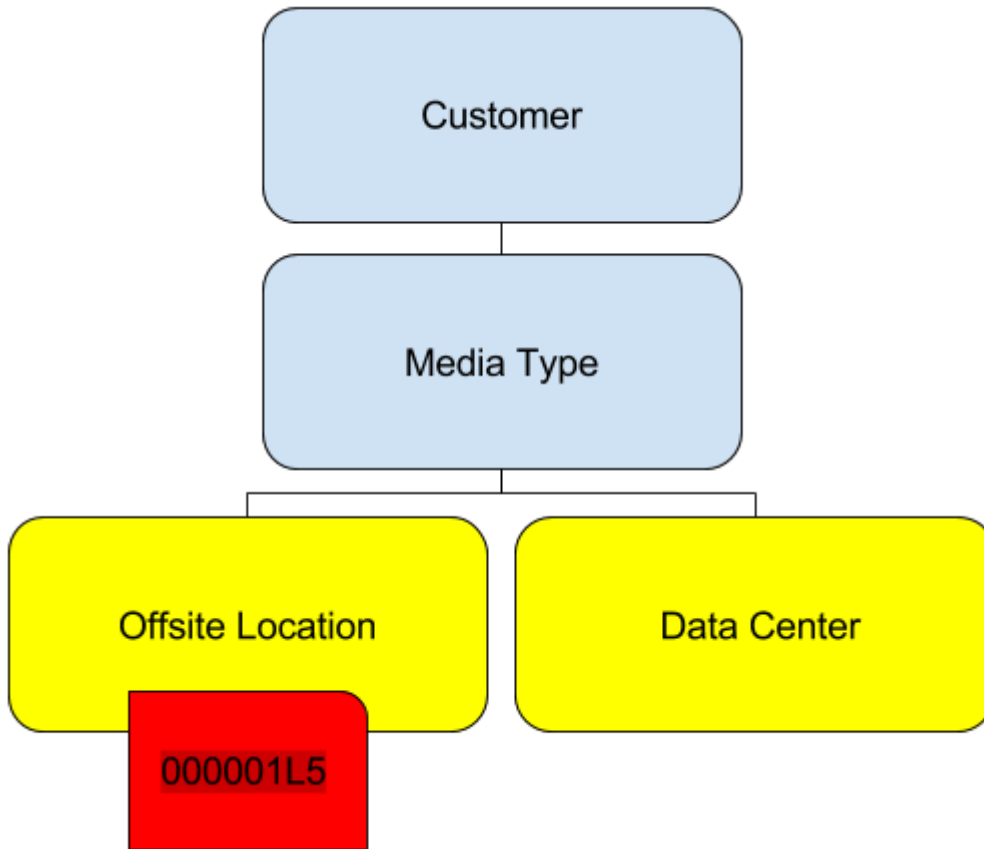 Customer
Media Type
Offsite Location
Data Center
000001L5